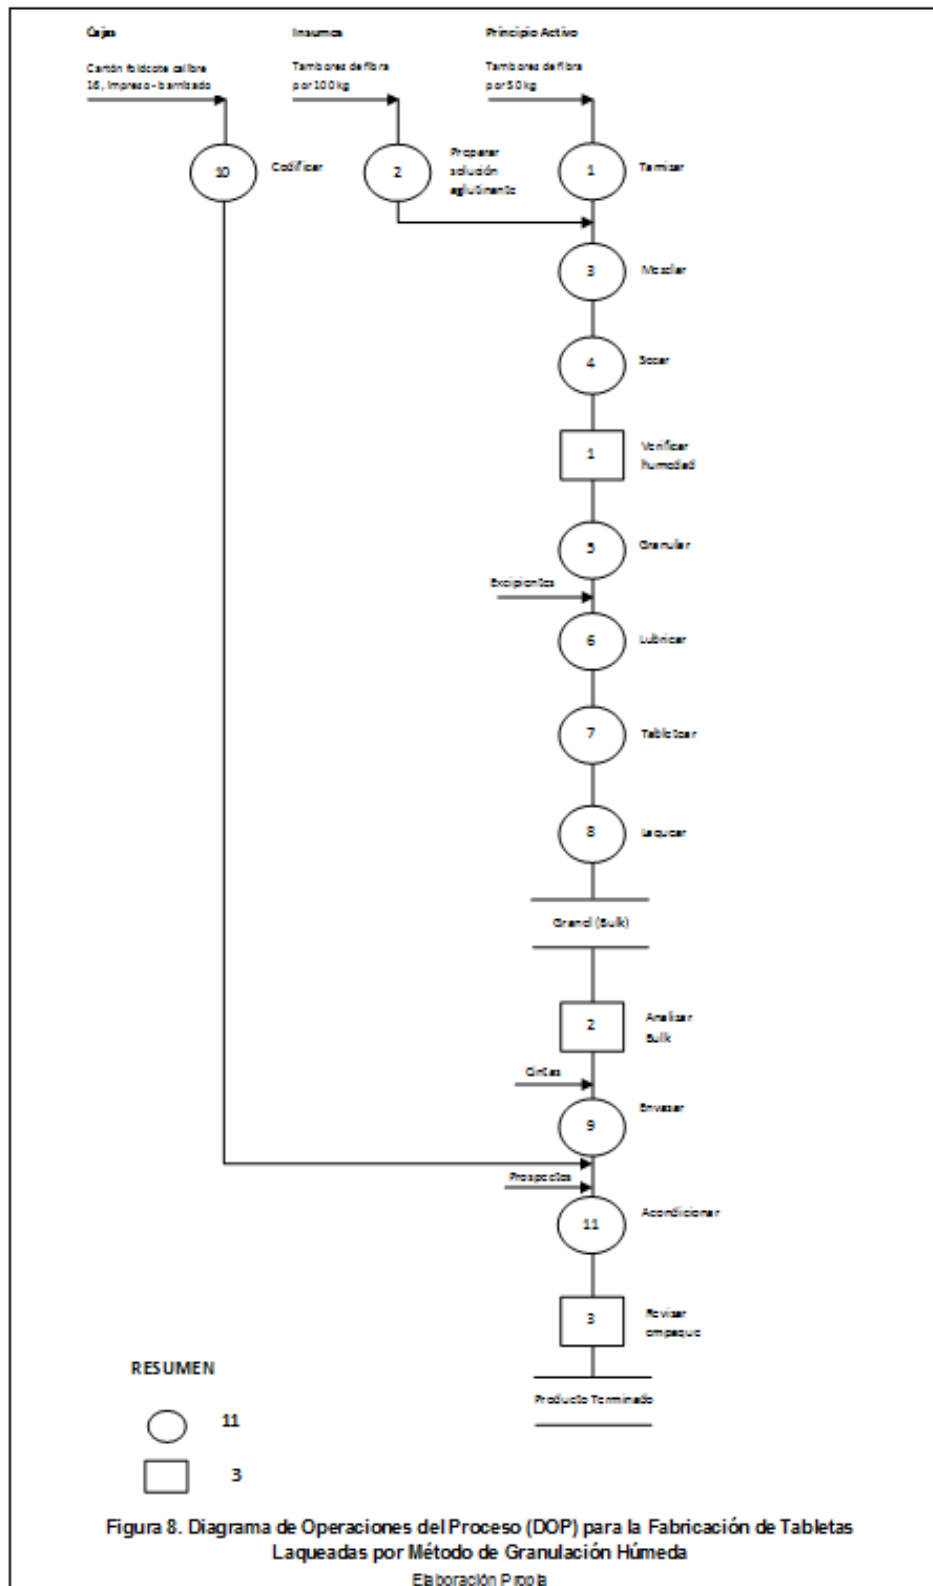 Cajas
Insumos
Principio Activo
Cartón foldcote calibre
16, impreso - barnizado
Tambores de fibra
por 100 kg
Tambores de fibra
por 50 kg
10
Codificar
2
Preparar
solución
aglutinante
1
Tamizar
3
Mezclar
4
Secar
1
Verificar
humedad
5
Granular
Excipientes
6
Lubricar
7
Tabletear
8
Laquear
Granel (Bulk)
2
Analizar
Bulk
Cintas
9
Envasar
Prospectos
11
Acondicionar
3
Revisar
empaque
Producto Terminado
RESUMEN
11
3
Figura 8. Diagrama de Operaciones del Proceso (DOP) para la Fabricación de Tabletas
Laqueadas por Método de Granulación Húmeda
Elaboración Propia